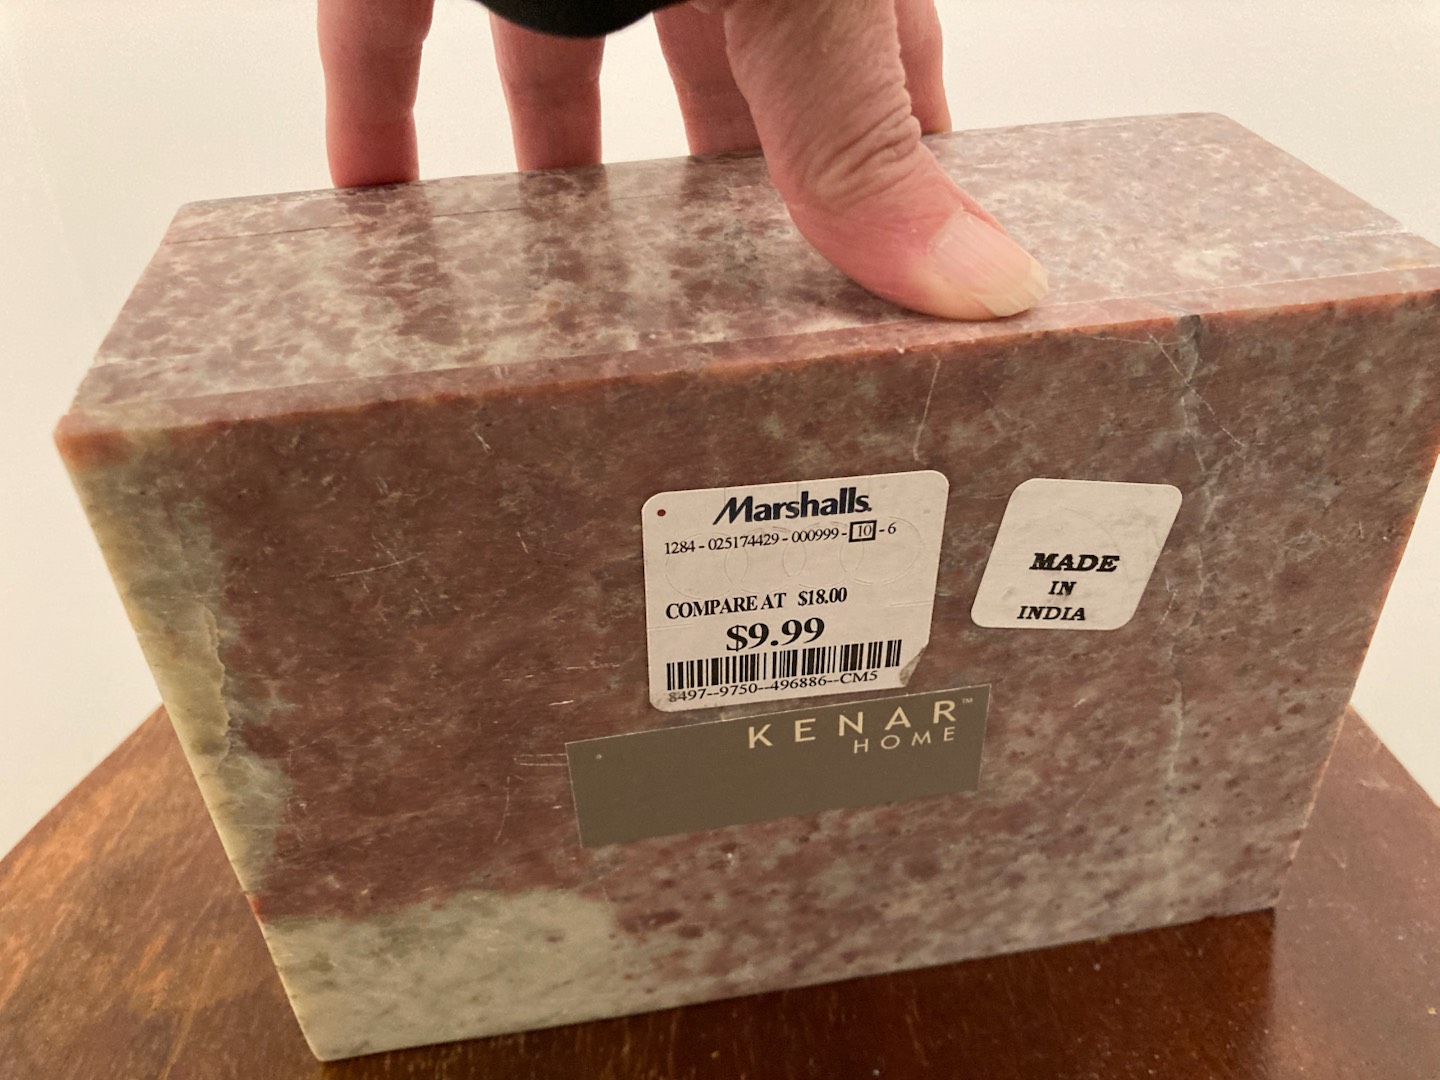 Marshalls.
1284 - 025174429 - 000999 - 10 - 6
COMPARE AT $18.00
$9.99
8497--9750--496886--CM5
MADE
IN
INDIA
KENAR™
HOME